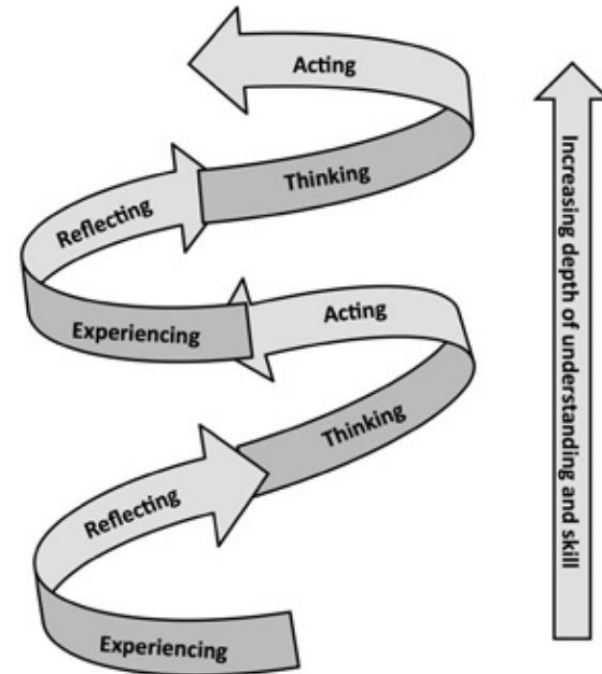 Acting
Thinking
Reflecting
Experiencing
Acting
Thinking
Reflecting
Experiencing
Increasing depth of understanding and skill